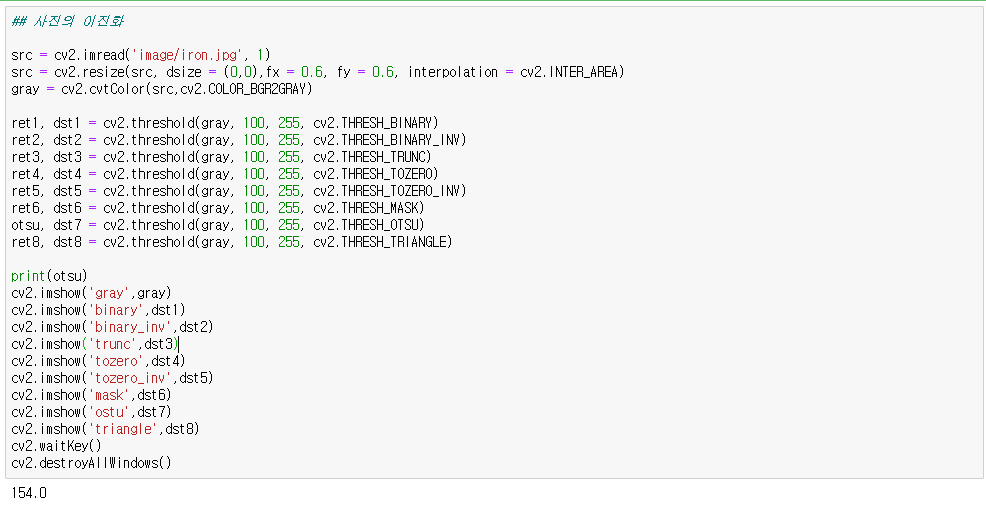 ## 사진의 이진화
src = cv2.imread('image/iron.jpg', 1)
src = cv2.resize(src, dsize = (0,0),fx = 0.6, fy = 0.6, interpolation = cv2.INTER_AREA)
gray = cv2.cvtColor(src,cv2.COLOR_BGR2GRAY)
ret1, dst1 = cv2.threshold(gray, 100, 255, cv2.THRESH_BINARY)
ret2, dst2 = cv2.threshold(gray, 100, 255, cv2.THRESH_BINARY_INV)
ret3, dst3 = cv2.threshold(gray, 100, 255, cv2.THRESH_TRUNC)
ret4, dst4 = cv2.threshold(gray, 100, 255, cv2.THRESH_TOZERO)
ret5, dst5 = cv2.threshold(gray, 100, 255, cv2.THRESH_TOZERO_INV)
ret6, dst6 = cv2.threshold(gray, 100, 255, cv2.THRESH_MASK)
otsu, dst7 = cv2.threshold(gray, 100, 255, cv2.THRESH_OTSU)
ret8, dst8 = cv2.threshold(gray, 100, 255, cv2.THRESH_TRIANGLE)
print(otsu)
cv2.imshow('gray',gray)
cv2.imshow('binary',dst1)
cv2.imshow('binary_inv',dst2)
cv2.imshow('trunc',dst3)
cv2.imshow('tozero',dst4)
cv2.imshow('tozero_inv',dst5)
cv2.imshow('mask',dst6)
cv2.imshow('ostu',dst7)
cv2.imshow('triangle',dst8)
cv2.waitKey()
cv2.destroyAllWindows()
154.0